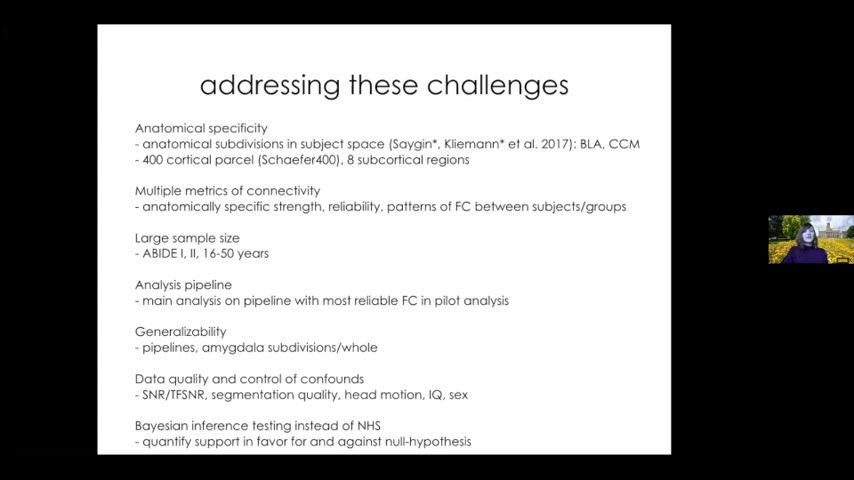 addressing these challenges
Anatomical specificity
- anatomical subdivisions in subject space (Saygin*, Kliemann* et al. 2017): BLA, CCM
- 400 cortical parcel (Schaefer400), 8 subcortical regions
Multiple metrics of connectivity
- anatomically specific strength, reliability, patterns of FC between subjects/groups
Large sample size
- ABIDE I, II, 16-50 years
Analysis pipeline
- main analysis on pipeline with most reliable FC in pilot analysis
Generalizability
- pipelines, amygdala subdivisions/whole
Data quality and control of confounds
- SNR/TFSNR, segmentation quality, head motion, IQ, sex
Bayesian inference testing instead of NHS
- quantify support in favor for and against null-hypothesis